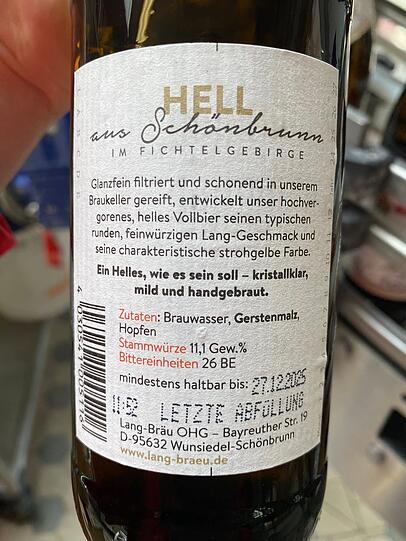 HELL
aus Schönbrunn
IM FICHTELGEBIRGE
Glanzfein filtriert und schonend in unserem
Braukeller gereift, entwickelt unser hochver-
gorenes, helles Vollbier seinen typischen
runden, feinwürzigen Lang-Geschmack und
seine charakteristische strohgelbe Farbe.
Ein Helles, wie es sein soll – kristallklar,
mild und handgebraut.
Zutaten: Brauwasser, Gerstenmalz,
Hopfen
Stammwürze 11,1 Gew.%
Bittereinheiten 26 BE
mindestens haltbar bis: 27.12.2025
11:52 LETZTE ABFÜLLUNG
Lang-Bräu OHG – Bayreuther Str. 19
D-95632 Wunsiedel-Schönbrunn
www.lang-braeu.de